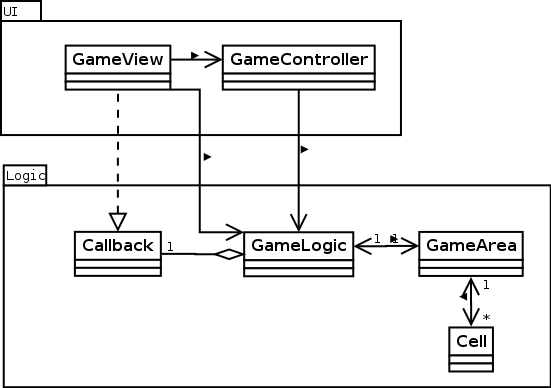 UI
GameView
GameController
Logic
Callback
1
GameLogic
1
1
GameArea
1
*
Cell